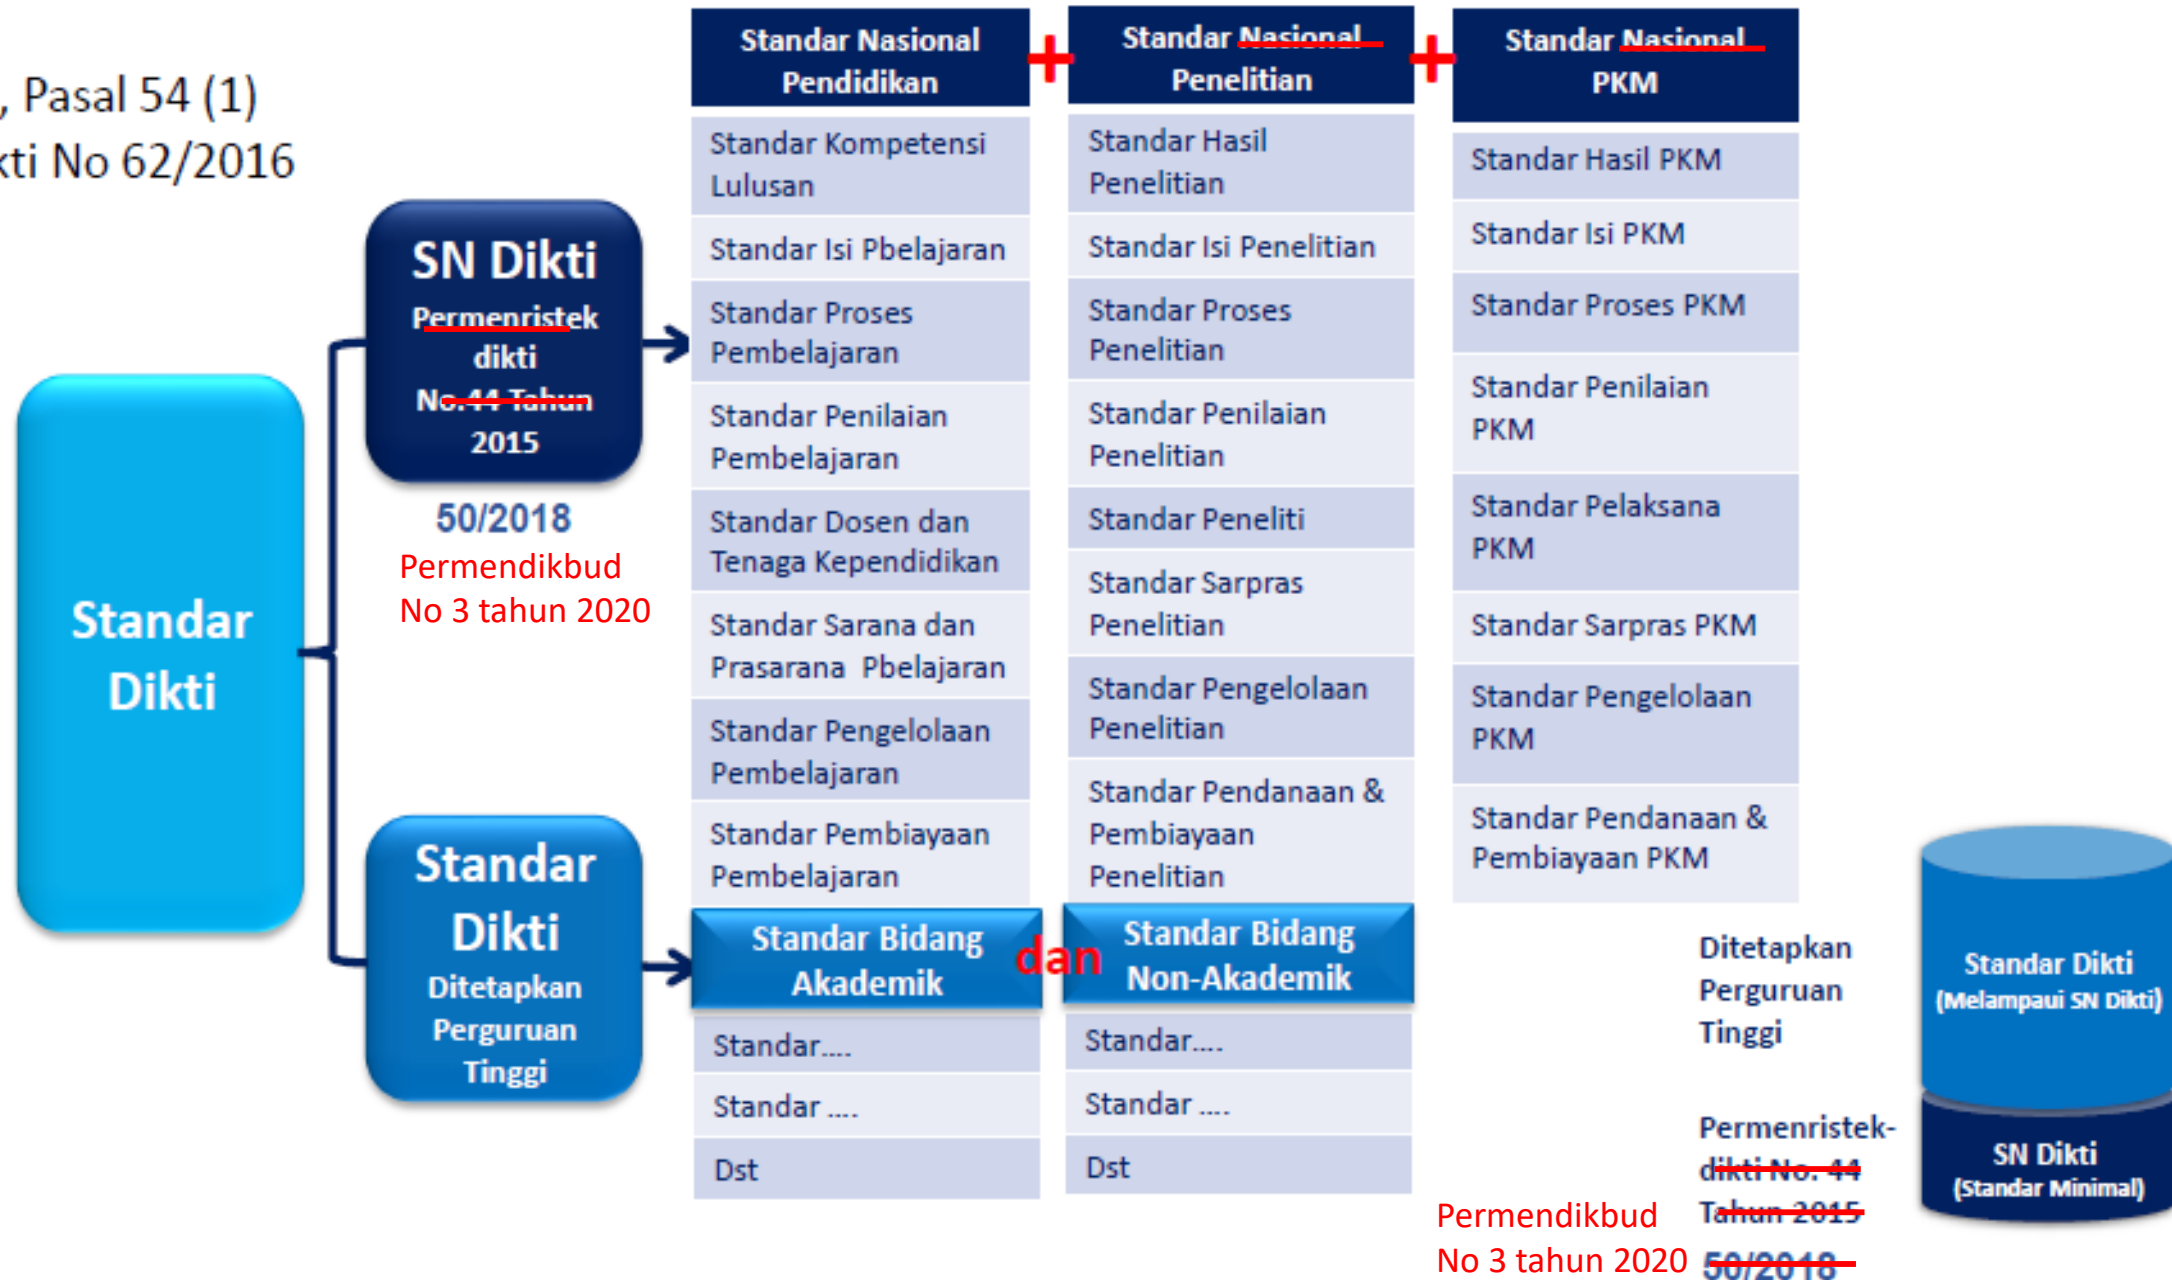 , Pasal 54 (1)
kti No 62/2016
Standar
Dikti
SN Dikti
Permenristek
dikti
No.44 Tahun
2015
50/2018
Permendikbud
No 3 tahun 2020
Standar
Dikti
Ditetapkan
Perguruan
Tinggi
Standar Nasional
Pendidikan
Standar Kompetensi
Lulusan
Standar Isi Pbelajaran
Standar Proses
Pembelajaran
Standar Penilaian
Pembelajaran
Standar Dosen dan
Tenaga Kependidikan
Standar Sarana dan
Prasarana Pbelajaran
Standar Pengelolaan
Pembelajaran
Standar Pembiayaan
Pembelajaran
+
Standar Nasional
Penelitian
Standar Hasil
Penelitian
Standar Isi Penelitian
Standar Proses
Penelitian
Standar Penilaian
Penelitian
Standar Peneliti
Standar Sarpras
Penelitian
Standar Pengelolaan
Penelitian
Standar Pendanaan &
Pembiayaan
Penelitian
+
Standar Nasional
PKM
Standar Hasil PKM
Standar Isi PKM
Standar Proses PKM
Standar Penilaian
PKM
Standar Pelaksana
PKM
Standar Sarpras PKM
Standar Pengelolaan
PKM
Standar Pendanaan &
Pembiayaan PKM
Standar Bidang
Akademik
Standar....
Standar ....
Dst
dan
Standar Bidang
Non-Akademik
Standar....
Standar ....
Dst
Ditetapkan
Perguruan
Tinggi
Permenristek-
dikti No. 44
Tahun 2015
50/2018
Permendikbud
No 3 tahun 2020
Standar Dikti
(Melampaui SN Dikti)
SN Dikti
(Standar Minimal)